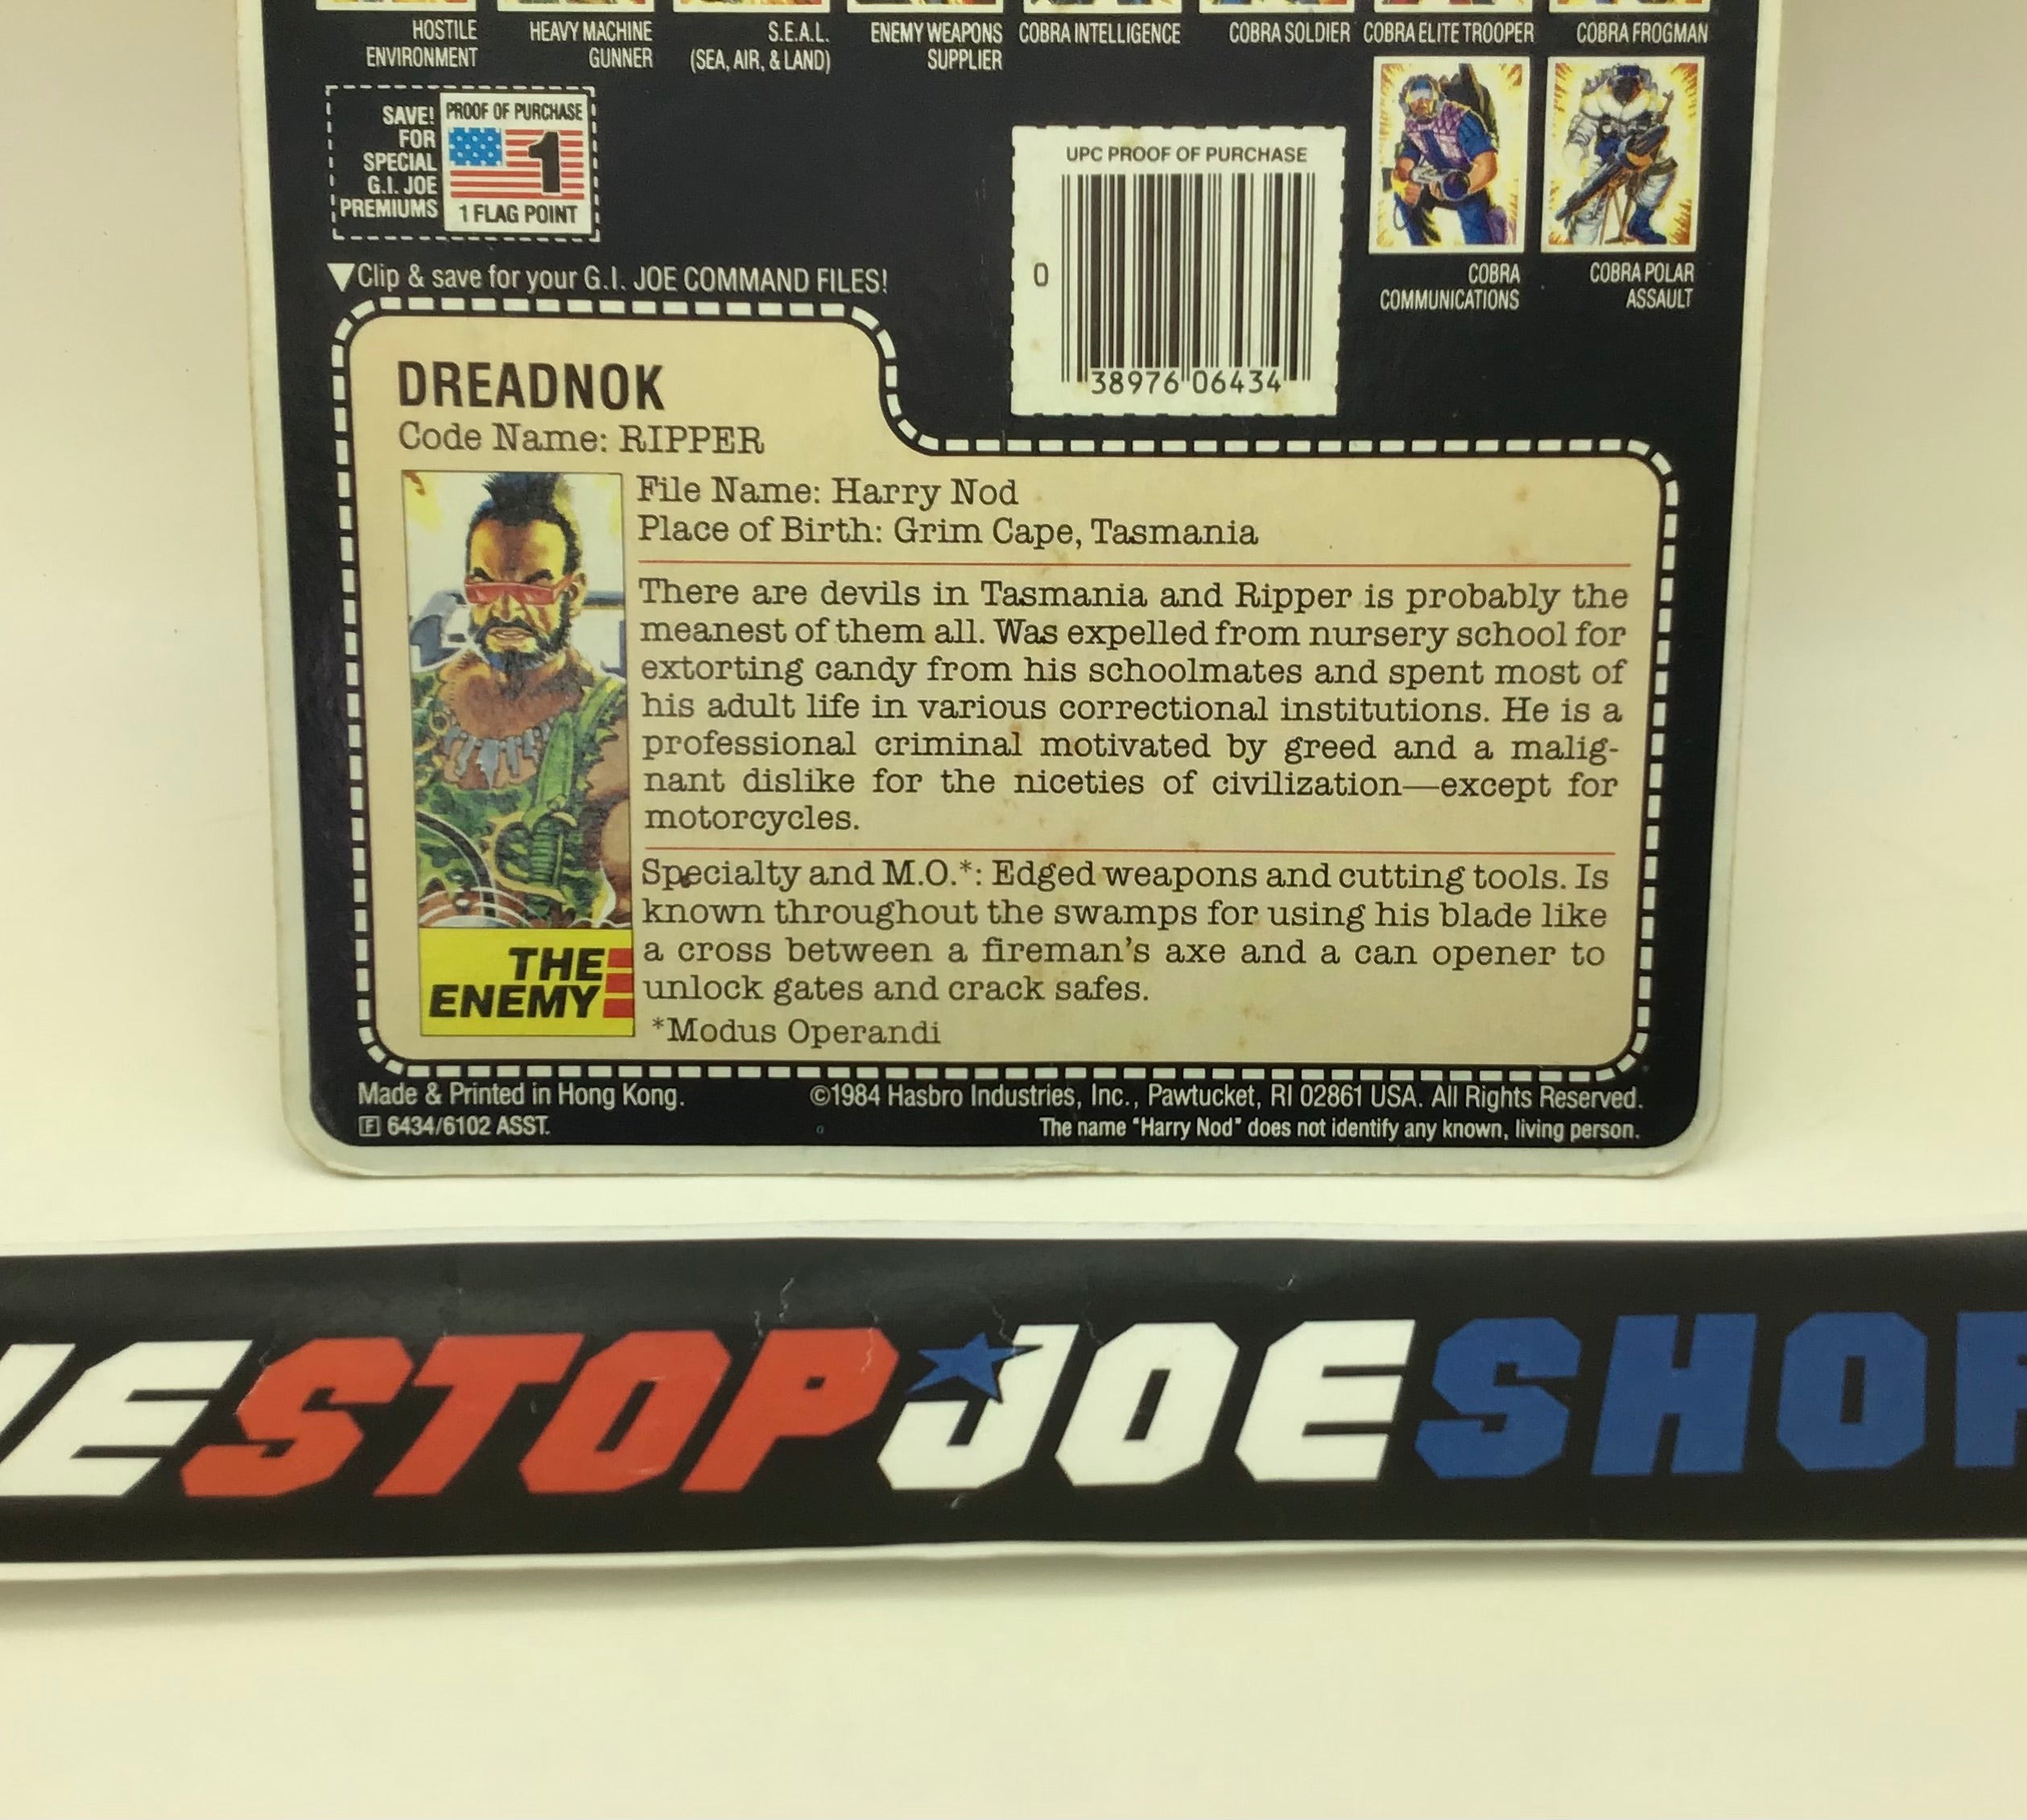 HOSTILE
ENVIRONMENT
HEAVY MACHINE
GUNNER
S.E.A.L.
(SEA, AIR, & LAND)
ENEMY WEAPONS
SUPPLIER
COBRA INTELLIGENCE
COBRA SOLDIER
COBRA ELITE TROOPER
COBRA FROGMAN
SAVE!
FOR
SPECIAL
G.I. JOE
PREMIUMS
PROOF OF PURCHASE
1
1 FLAG POINT
UPC PROOF OF PURCHASE
0
38976 06434
COBRA
COMMUNICATIONS
COBRA POLAR
ASSAULT
▼Clip & save for your G.I. JOE COMMAND FILES!
DREADNOK
Code Name: RIPPER
File Name: Harry Nod
Place of Birth: Grim Cape, Tasmania
There are devils in Tasmania and Ripper is probably the
meanest of them all. Was expelled from nursery school for
extorting candy from his schoolmates and spent most of
his adult life in various correctional institutions. He is a
professional criminal motivated by greed and a malig-
nant dislike for the niceties of civilization—except for
motorcycles.
Specialty and M.O.*: Edged weapons and cutting tools. Is
known throughout the swamps for using his blade like
a cross between a fireman's axe and a can opener to
unlock gates and crack safes.
*Modus Operandi
THE
ENEMY
Made & Printed in Hong Kong.
©1984 Hasbro Industries, Inc., Pawtucket, RI 02861 USA. All Rights Reserved.
F 6434/6102 ASST.
The name "Harry Nod" does not identify any known, living person.
ESTOPJOESHO